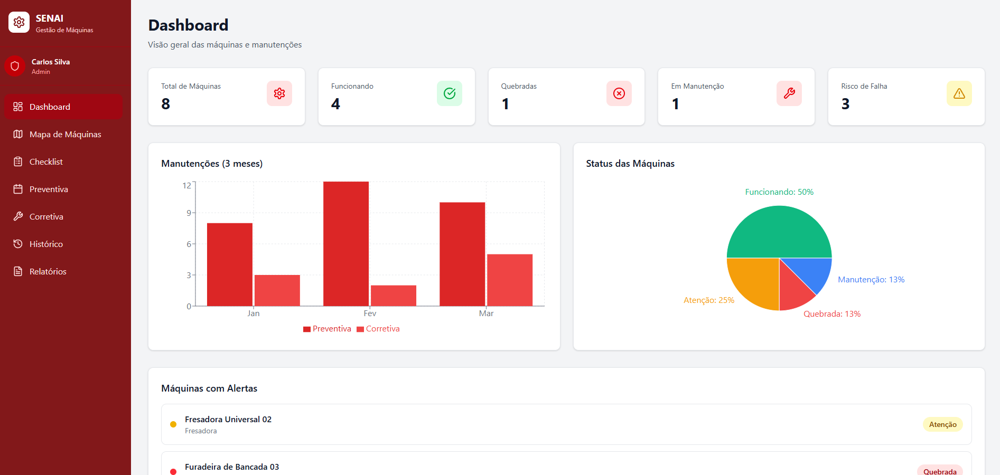 SENAI
Gestão de Máquinas
Carlos Silva
Admin
Dashboard
Mapa de Máquinas
Checklist
Preventiva
Corretiva
Histórico
Relatórios
Dashboard
Visão geral das máquinas e manutenções
Total de Máquinas
8
Funcionando
4
Quebradas
1
Em Manutenção
1
Risco de Falha
3
Manutenções (3 meses)
12
9
6
3
0
Jan
Fev
Mar
Preventiva
Corretiva
Status das Máquinas
Funcionando: 50%
Manutenção: 13%
Atenção: 25%
Quebrada: 13%
Máquinas com Alertas
Fresadora Universal 02
Fresadora
Atenção
Furadeira de Bancada 03
Quebrada